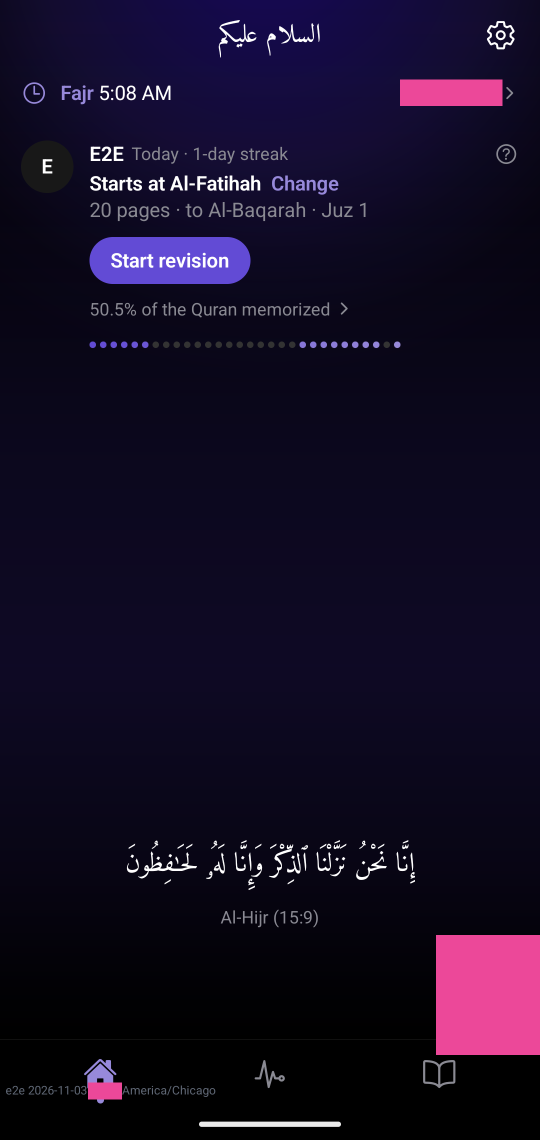 السلام عليكم
Fajr 5:08 AM
E
E2E Today · 1-day streak
Starts at Al-Fatihah Change
20 pages · to Al-Baqarah · Juz 1
Start revision
50.5% of the Quran memorized
إِنَّا نَحْنُ نَزَّلْنَا ٱلذِّكْرَ وَإِنَّا لَهُۥ لَحَـٰفِظُونَ
Al-Hijr (15:9)
e2e 2026-11-03 America/Chicago